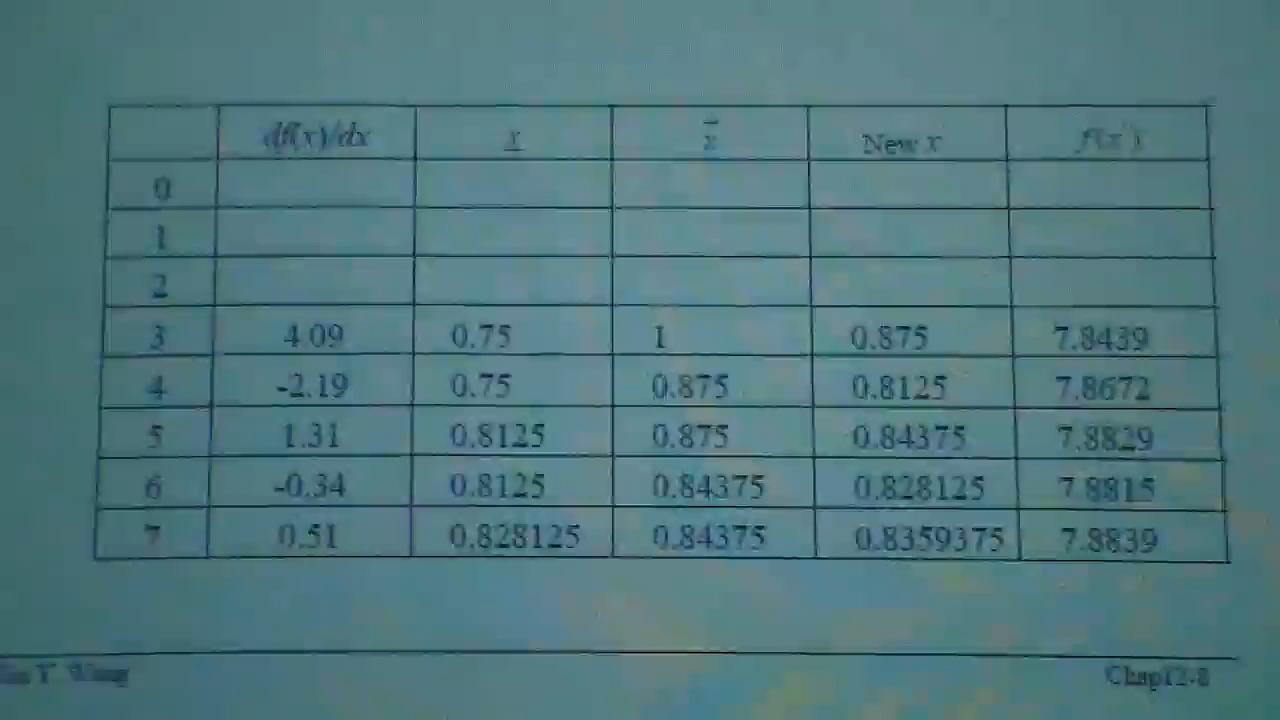 df(x)/dx x x New x f(x')
0
1
2
3 4.09 0.75 1 0.875 7.8439
4 -2.19 0.75 0.875 0.8125 7.8672
5 1.31 0.8125 0.875 0.84375 7.8829
6 -0.34 0.8125 0.84375 0.828125 7.8815
7 0.51 0.828125 0.84375 0.8359375 7.8839
Y. Wang Chap12-8